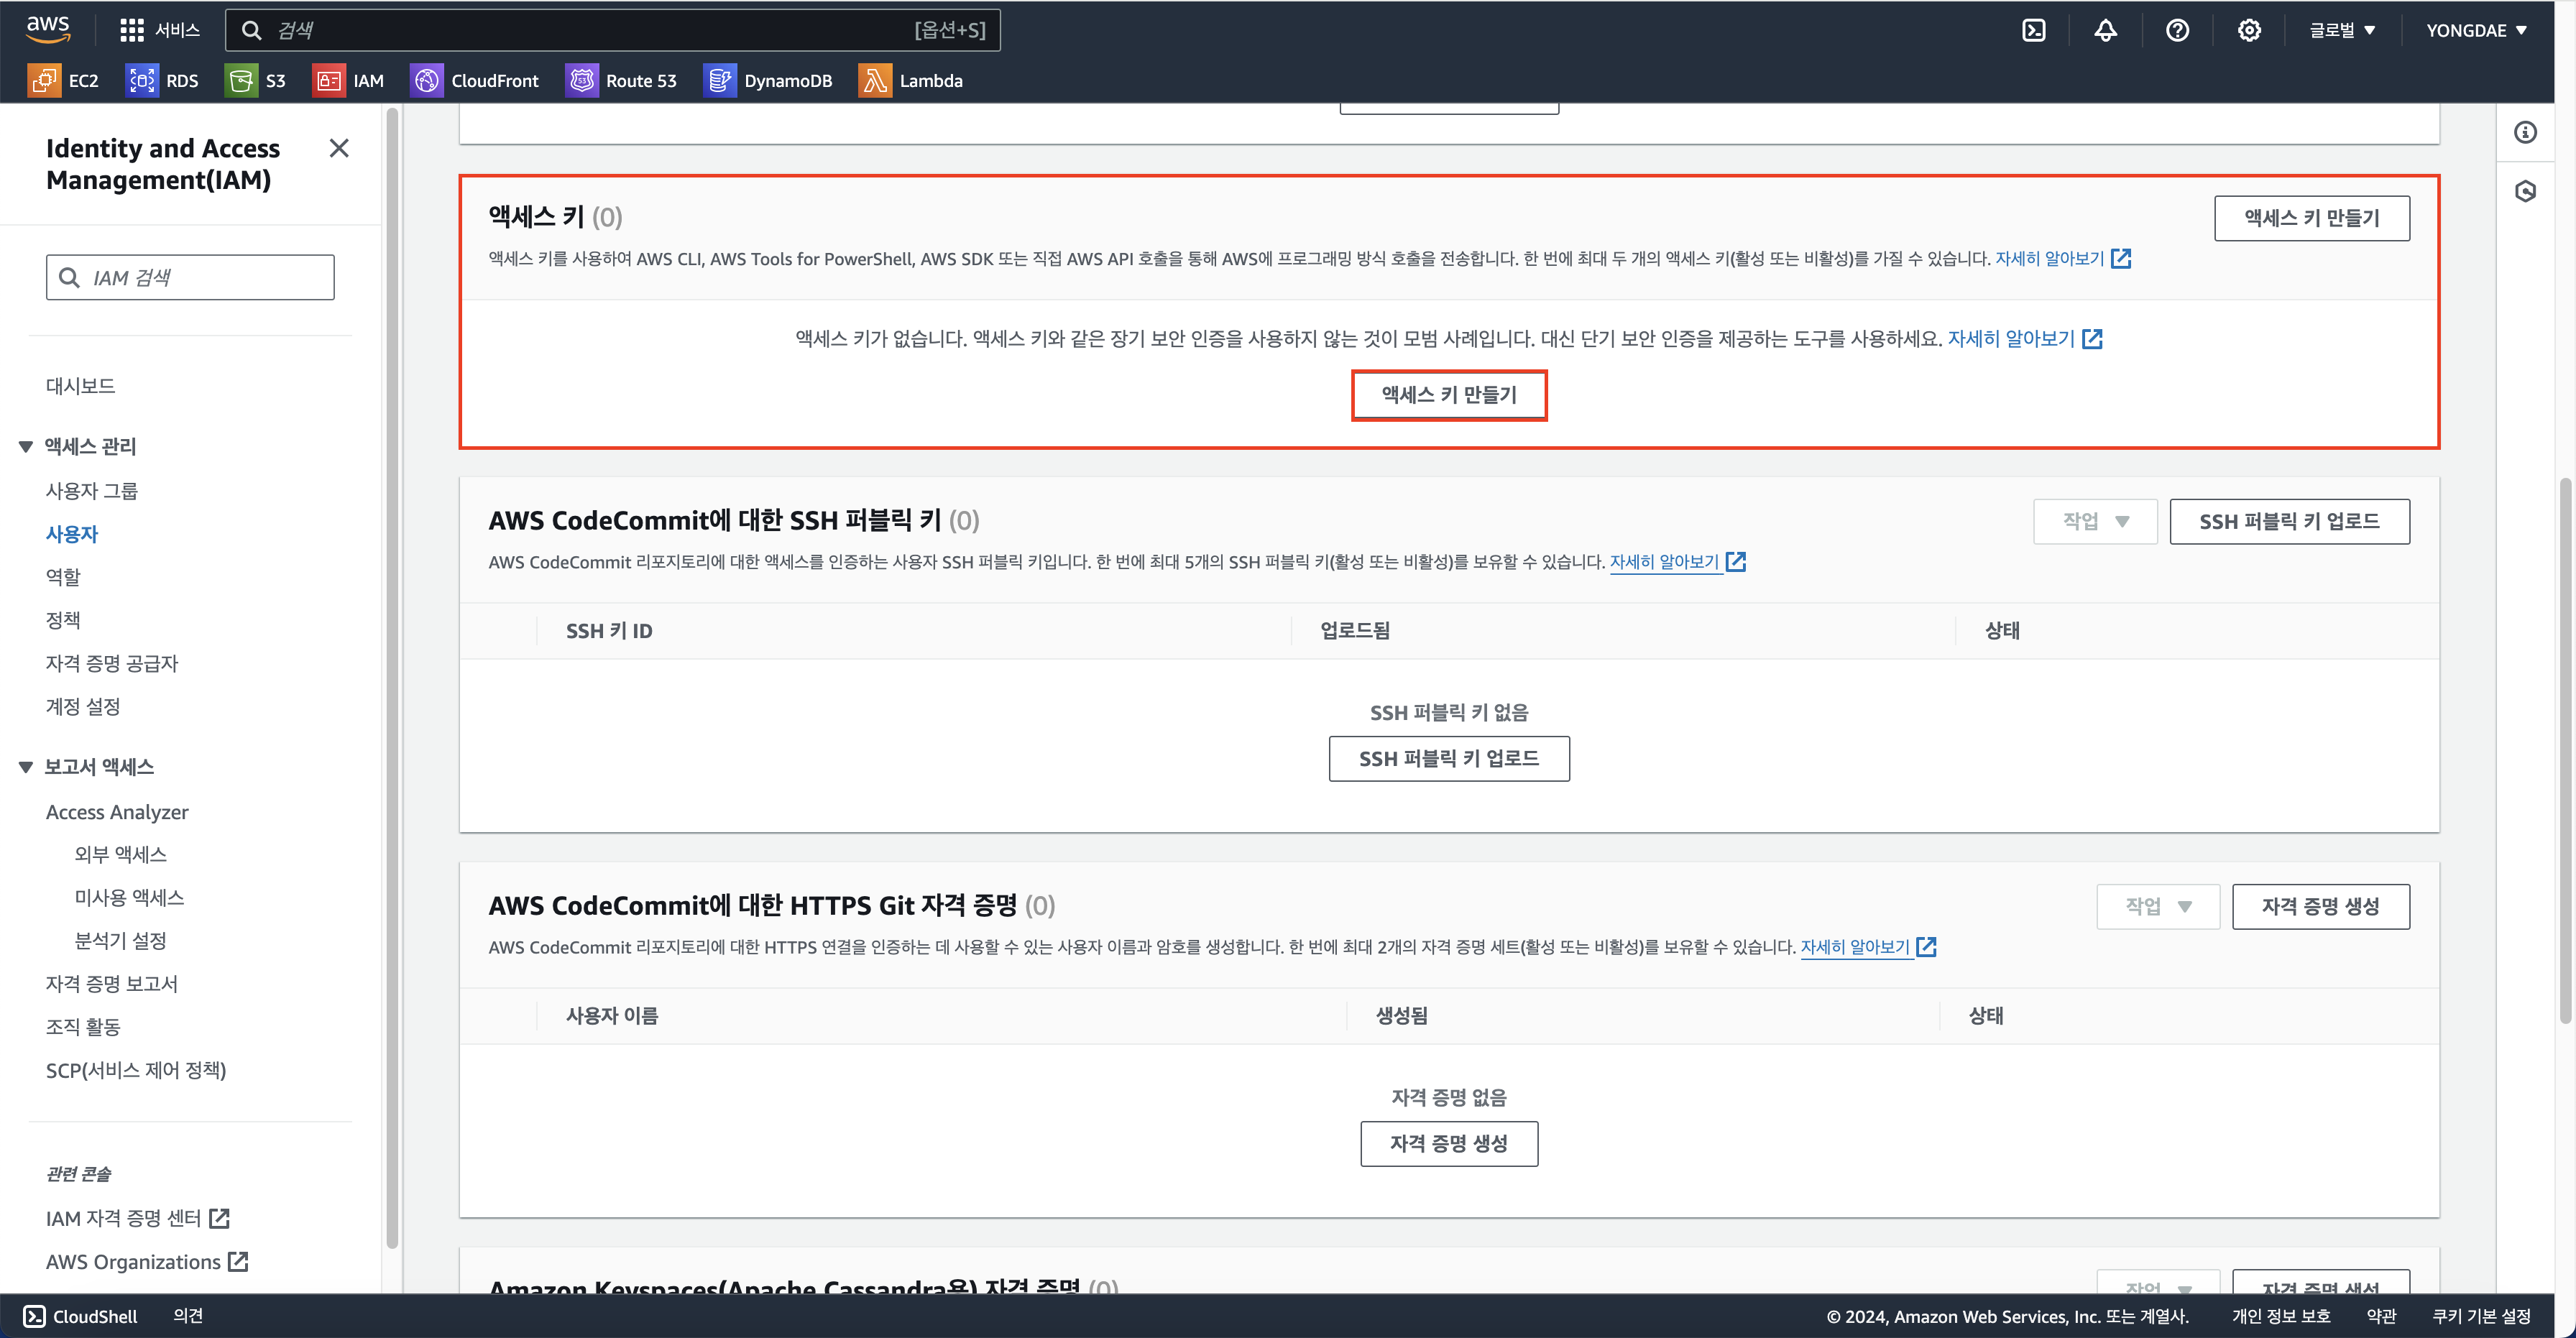 aws
서비스
검색
[옵션+S]
글로벌
YONGDAE
EC2
RDS
S3
IAM
CloudFront
Route 53
DynamoDB
Lambda
Identity and Access
Management(IAM)
IAM 검색
대시보드
액세스 관리
사용자 그룹
사용자
역할
정책
자격 증명 공급자
계정 설정
보고서 액세스
Access Analyzer
외부 액세스
미사용 액세스
분석기 설정
자격 증명 보고서
조직 활동
SCP(서비스 제어 정책)
관련 콘솔
IAM 자격 증명 센터
AWS Organizations
액세스 키 (0)
액세스 키 만들기
액세스 키를 사용하여 AWS CLI, AWS Tools for PowerShell, AWS SDK 또는 직접 AWS API 호출을 통해 AWS에 프로그래밍 방식 호출을 전송합니다. 한 번에 최대 두 개의 액세스 키(활성 또는 비활성)를 가질 수 있습니다. 자세히 알아보기
액세스 키가 없습니다. 액세스 키와 같은 장기 보안 인증을 사용하지 않는 것이 모범 사례입니다. 대신 단기 보안 인증을 제공하는 도구를 사용하세요. 자세히 알아보기
액세스 키 만들기
AWS CodeCommit에 대한 SSH 퍼블릭 키 (0)
작업
SSH 퍼블릭 키 업로드
AWS CodeCommit 리포지토리에 대한 액세스를 인증하는 사용자 SSH 퍼블릭 키입니다. 한 번에 최대 5개의 SSH 퍼블릭 키(활성 또는 비활성)를 보유할 수 있습니다. 자세히 알아보기
SSH 키 ID
업로드됨
상태
SSH 퍼블릭 키 없음
SSH 퍼블릭 키 업로드
AWS CodeCommit에 대한 HTTPS Git 자격 증명 (0)
작업
자격 증명 생성
AWS CodeCommit 리포지토리에 대한 HTTPS 연결을 인증하는 데 사용할 수 있는 사용자 이름과 암호를 생성합니다. 한 번에 최대 2개의 자격 증명 세트(활성 또는 비활성)를 보유할 수 있습니다. 자세히 알아보기
사용자 이름
생성됨
상태
자격 증명 없음
자격 증명 생성
Amazon Keyspaces(Apache Cassandra용) 자격 증명 (0)
작업
자격 증명 생성
CloudShell
의견
© 2024, Amazon Web Services, Inc. 또는 계열사.
개인 정보 보호
약관
쿠키 기본 설정